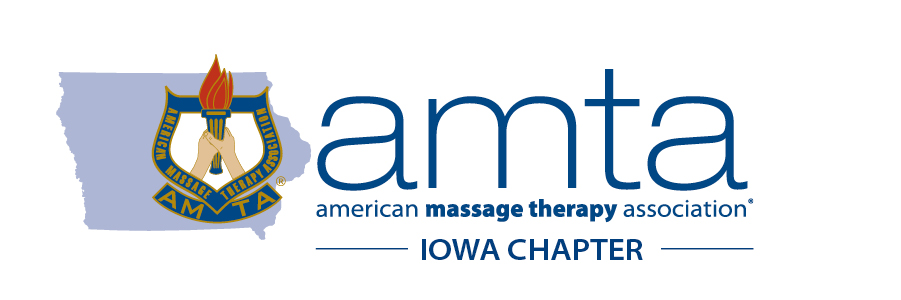 AMERICAN MASSAGE THERAPY ASSOCIATION
AM TA ®
amta
american massage therapy association®
IOWA CHAPTER